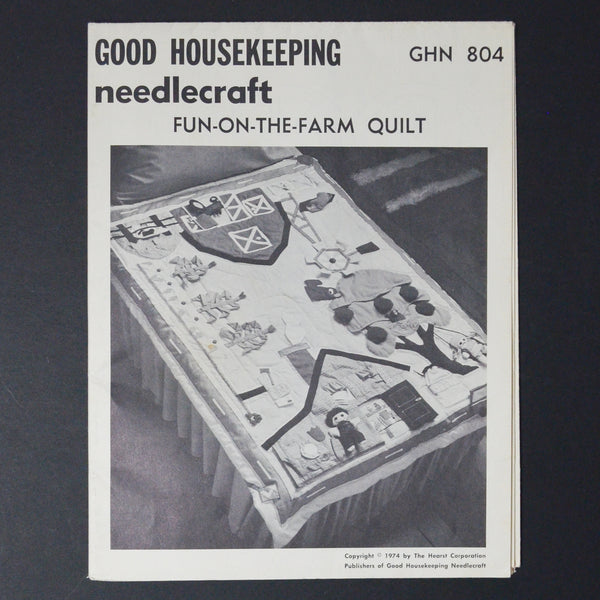 GOOD HOUSEKEEPING GHN 804
needlecraft
FUN-ON-THE-FARM QUILT
Copyright © 1974 by The Hearst Corporation
Publishers of Good Housekeeping Needlecraft